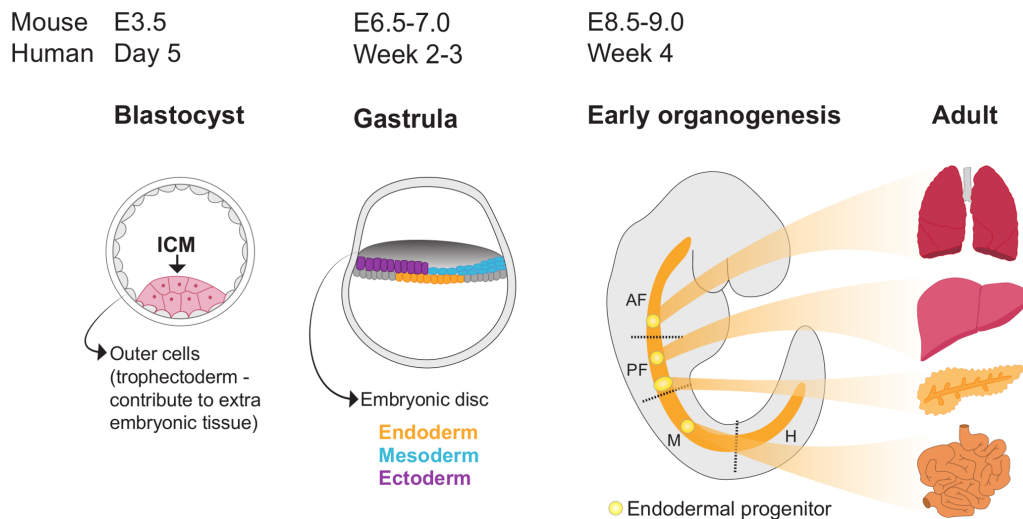 Mouse E3.5 E6.5-7.0 E8.5-9.0
Human Day 5 Week 2-3 Week 4
Blastocyst Gastrula Early organogenesis Adult
ICM
Outer cells
(trophectoderm -
contribute to extra
embryonic tissue)
Embryonic disc
Endoderm
Mesoderm
Ectoderm
AF
PF
M
H
Endodermal progenitor